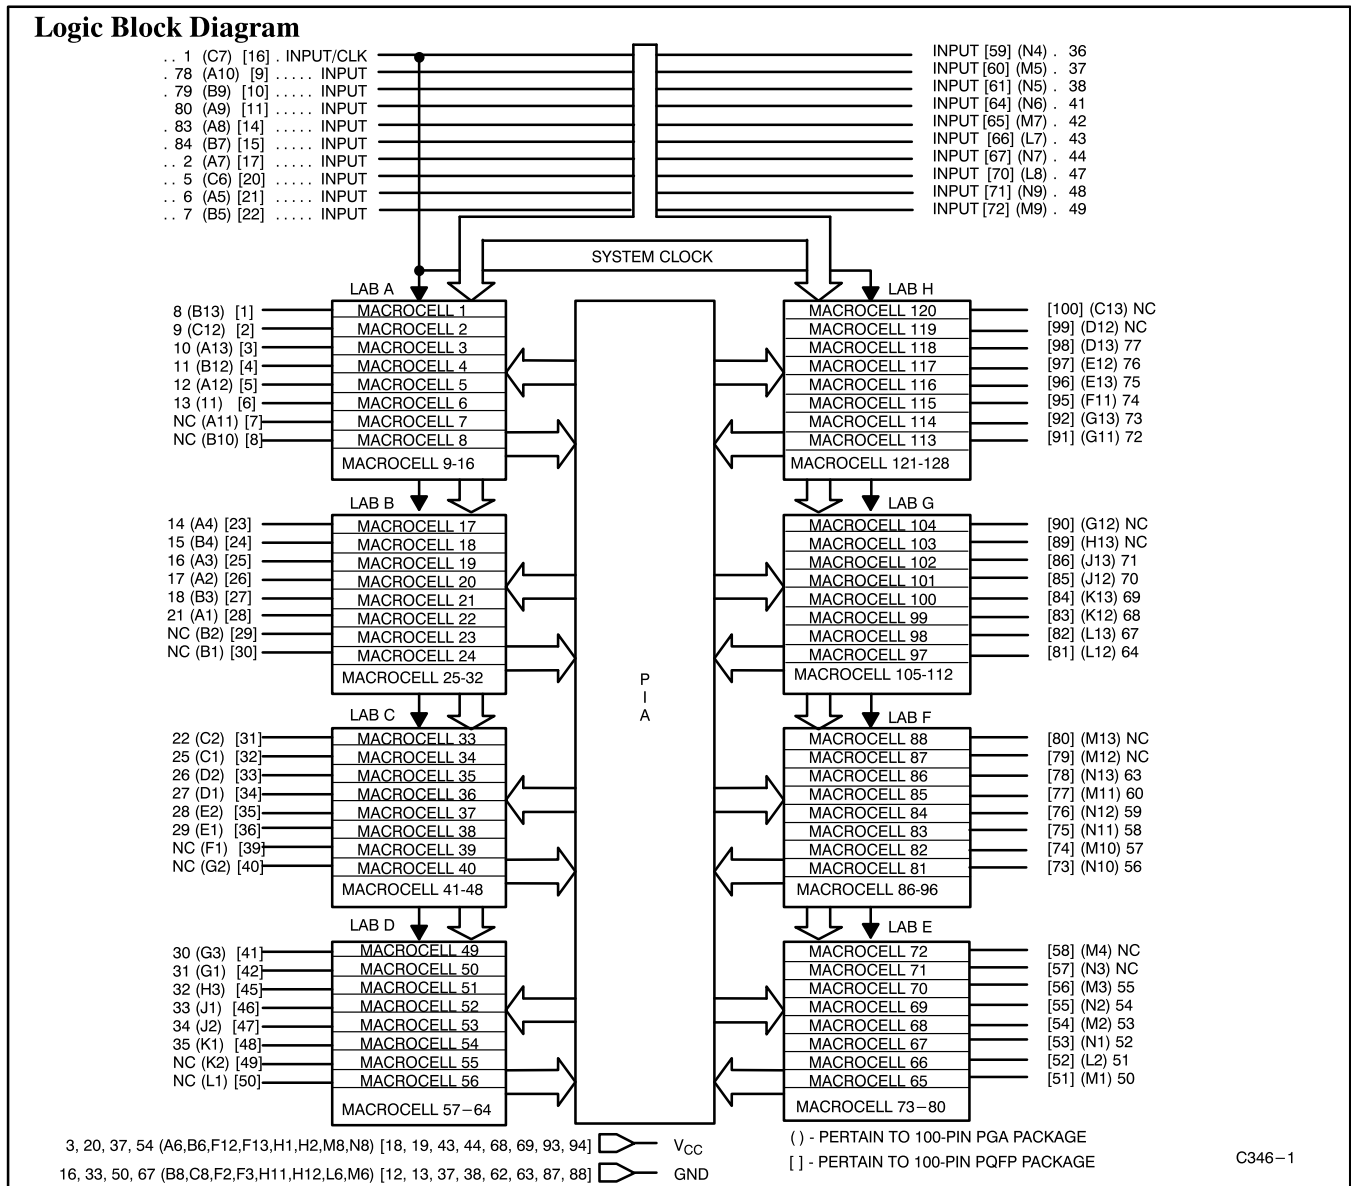 Logic Block Diagram
. . 1 (C7) [16] . INPUT/CLK
. 78 (A10) [9] . . . . . INPUT
. 79 (B9) [10] . . . . . INPUT
80 (A9) [11] . . . . . INPUT
. 83 (A8) [14] . . . . . INPUT
. 84 (B7) [15] . . . . . INPUT
. . 2 (A7) [17] . . . . . INPUT
. . 5 (C6) [20] . . . . . INPUT
. . 6 (A5) [21] . . . . . INPUT
. . 7 (B5) [22] . . . . . INPUT
INPUT [59] (N4) . 36
INPUT [60] (M5) . 37
INPUT [61] (N5) . 38
INPUT [64] (N6) . 41
INPUT [65] (M7) . 42
INPUT [66] (L7) . 43
INPUT [67] (N7) . 44
INPUT [70] (L8) . 47
INPUT [71] (N9) . 48
INPUT [72] (M9) . 49
SYSTEM CLOCK
LAB A
8 (B13) [1] MACROCELL 1
9 (C12) [2] MACROCELL 2
10 (A13) [3] MACROCELL 3
11 (B12) [4] MACROCELL 4
12 (A12) [5] MACROCELL 5
13 (11) [6] MACROCELL 6
NC (A11) [7] MACROCELL 7
NC (B10) [8] MACROCELL 8
MACROCELL 9-16
LAB H
MACROCELL 120 [100] (C13) NC
MACROCELL 119 [99] (D12) NC
MACROCELL 118 [98] (D13) 77
MACROCELL 117 [97] (E12) 76
MACROCELL 116 [96] (E13) 75
MACROCELL 115 [95] (F11) 74
MACROCELL 114 [92] (G13) 73
MACROCELL 113 [91] (G11) 72
MACROCELL 121-128
LAB B
14 (A4) [23] MACROCELL 17
15 (B4) [24] MACROCELL 18
16 (A3) [25] MACROCELL 19
17 (A2) [26] MACROCELL 20
18 (B3) [27] MACROCELL 21
21 (A1) [28] MACROCELL 22
NC (B2) [29] MACROCELL 23
NC (B1) [30] MACROCELL 24
MACROCELL 25-32
LAB G
MACROCELL 104 [90] (G12) NC
MACROCELL 103 [89] (H13) NC
MACROCELL 102 [86] (J13) 71
MACROCELL 101 [85] (J12) 70
MACROCELL 100 [84] (K13) 69
MACROCELL 99 [83] (K12) 68
MACROCELL 98 [82] (L13) 67
MACROCELL 97 [81] (L12) 64
MACROCELL 105-112
P
I
A
LAB C
22 (C2) [31] MACROCELL 33
25 (C1) [32] MACROCELL 34
26 (D2) [33] MACROCELL 35
27 (D1) [34] MACROCELL 36
28 (E2) [35] MACROCELL 37
29 (E1) [36] MACROCELL 38
NC (F1) [39] MACROCELL 39
NC (G2) [40] MACROCELL 40
MACROCELL 41-48
LAB F
MACROCELL 88 [80] (M13) NC
MACROCELL 87 [79] (M12) NC
MACROCELL 86 [78] (N13) 63
MACROCELL 85 [77] (M11) 60
MACROCELL 84 [76] (N12) 59
MACROCELL 83 [75] (N11) 58
MACROCELL 82 [74] (M10) 57
MACROCELL 81 [73] (N10) 56
MACROCELL 86-96
LAB D
30 (G3) [41] MACROCELL 49
31 (G1) [42] MACROCELL 50
32 (H3) [45] MACROCELL 51
33 (J1) [46] MACROCELL 52
34 (J2) [47] MACROCELL 53
35 (K1) [48] MACROCELL 54
NC (K2) [49] MACROCELL 55
NC (L1) [50] MACROCELL 56
MACROCELL 57−64
LAB E
MACROCELL 72 [58] (M4) NC
MACROCELL 71 [57] (N3) NC
MACROCELL 70 [56] (M3) 55
MACROCELL 69 [55] (N2) 54
MACROCELL 68 [54] (M2) 53
MACROCELL 67 [53] (N1) 52
MACROCELL 66 [52] (L2) 51
MACROCELL 65 [51] (M1) 50
MACROCELL 73−80
3, 20, 37, 54 (A6,B6,F12,F13,H1,H2,M8,N8) [18, 19, 43, 44, 68, 69, 93, 94] VCC
16, 33, 50, 67 (B8,C8,F2,F3,H11,H12,L6,M6) [12, 13, 37, 38, 62, 63, 87, 88] GND
( ) - PERTAIN TO 100-PIN PGA PACKAGE
[ ] - PERTAIN TO 100-PIN PQFP PACKAGE
C346−1